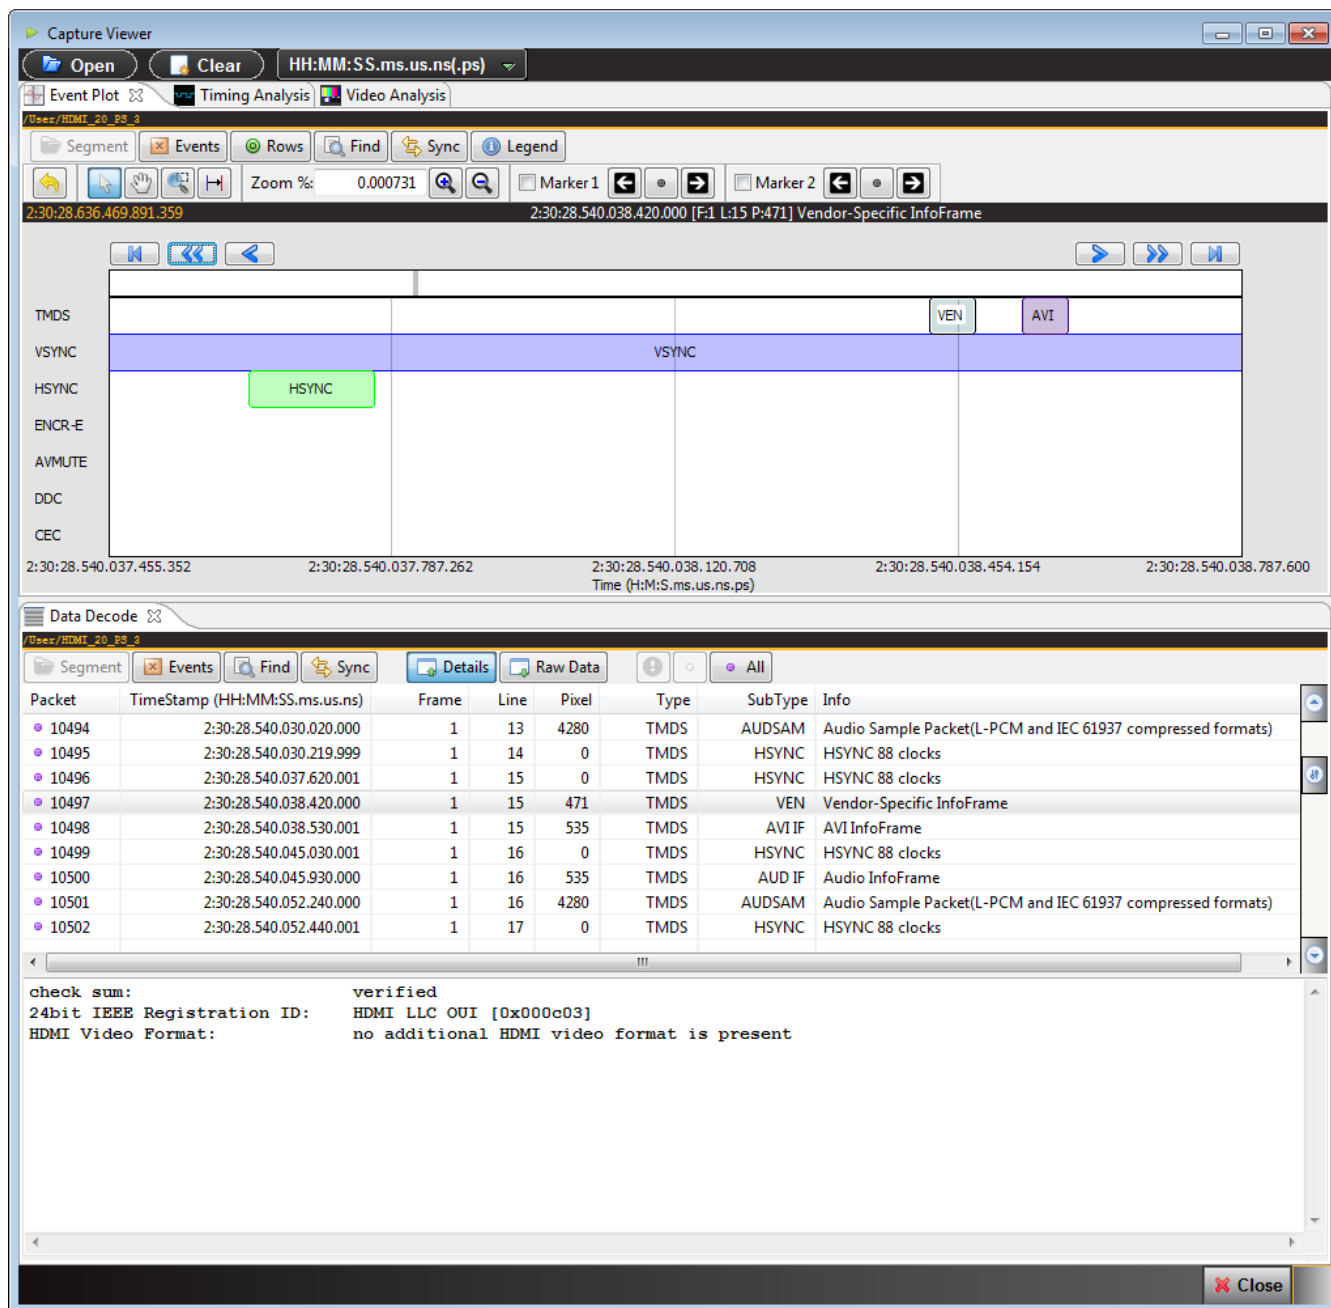 Capture Viewer
Open Clear HH:MM:SS.ms.us.ns(.ps)
Event Plot Timing Analysis Video Analysis
/User/HDMI_20_PS_3
Segment Events Rows Find Sync Legend
Zoom %: 0.000731 Marker 1 Marker 2
2:30:28.636.469.891.359 2:30:28.540.038.420.000 [F:1 L:15 P:471] Vendor-Specific InfoFrame
TMDS VEN AVI
VSYNC VSYNC
HSYNC HSYNC
ENCR-E
AVMUTE
DDC
CEC
2:30:28.540.037.455.352 2:30:28.540.037.787.262 2:30:28.540.038.120.708 2:30:28.540.038.454.154 2:30:28.540.038.787.600
Time (H:M:S.ms.us.ns.ps)
Data Decode
/User/HDMI_20_PS_3
Segment Events Find Sync Details Raw Data All
Packet TimeStamp (HH:MM:SS.ms.us.ns) Frame Line Pixel Type SubType Info
10494 2:30:28.540.030.020.000 1 13 4280 TMDS AUDSAM Audio Sample Packet(L-PCM and IEC 61937 compressed formats)
10495 2:30:28.540.030.219.999 1 14 0 TMDS HSYNC HSYNC 88 clocks
10496 2:30:28.540.037.620.001 1 15 0 TMDS HSYNC HSYNC 88 clocks
10497 2:30:28.540.038.420.000 1 15 471 TMDS VEN Vendor-Specific InfoFrame
10498 2:30:28.540.038.530.001 1 15 535 TMDS AVI IF AVI InfoFrame
10499 2:30:28.540.045.030.001 1 16 0 TMDS HSYNC HSYNC 88 clocks
10500 2:30:28.540.045.930.000 1 16 535 TMDS AUD IF Audio InfoFrame
10501 2:30:28.540.052.240.000 1 16 4280 TMDS AUDSAM Audio Sample Packet(L-PCM and IEC 61937 compressed formats)
10502 2:30:28.540.052.440.001 1 17 0 TMDS HSYNC HSYNC 88 clocks
check sum: verified
24bit IEEE Registration ID: HDMI LLC OUI [0x000c03]
HDMI Video Format: no additional HDMI video format is present
Close